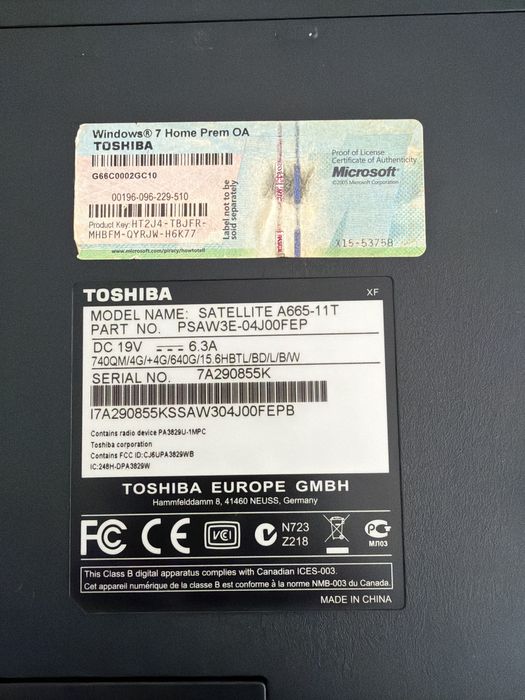 Windows® 7 Home Prem OA
TOSHIBA
G66C0002GC10
00196-096-229-510
Product Key: HT2J4-TBJFR-
MHBFM-QYRJW-H6K77
www.microsoft.com/piracy/howtotell
Label not to be
sold separately
Proof of License
Certificate of Authenticity
Microsoft®
©2005 Microsoft Corporation
X15-53758
TOSHIBA
XF
MODEL NAME: SATELLITE A665-11T
PART NO. PSAW3E-04J00FEP
DC 19V 6.3A
740QM/4G/+4G/640G/15.6HBTL/BD/L/B/W
SERIAL NO. 7A290855K
I7A290855KSSAW304J00FEPB
Contains radio device PA3829U-1MPC
Toshiba corporation
Contains FCC ID:CJ6UPA3829WB
IC:248H-DPA3829W
TOSHIBA EUROPE GMBH
Hammfelddamm 8, 41460 NEUSS, Germany
FC CE VCI N723
Z218
МЛ03
This Class B digital apparatus complies with Canadian ICES-003.
Cet appareil numérique de la classe B est conforme à la norme NMB-003 du Canada.
MADE IN CHINA